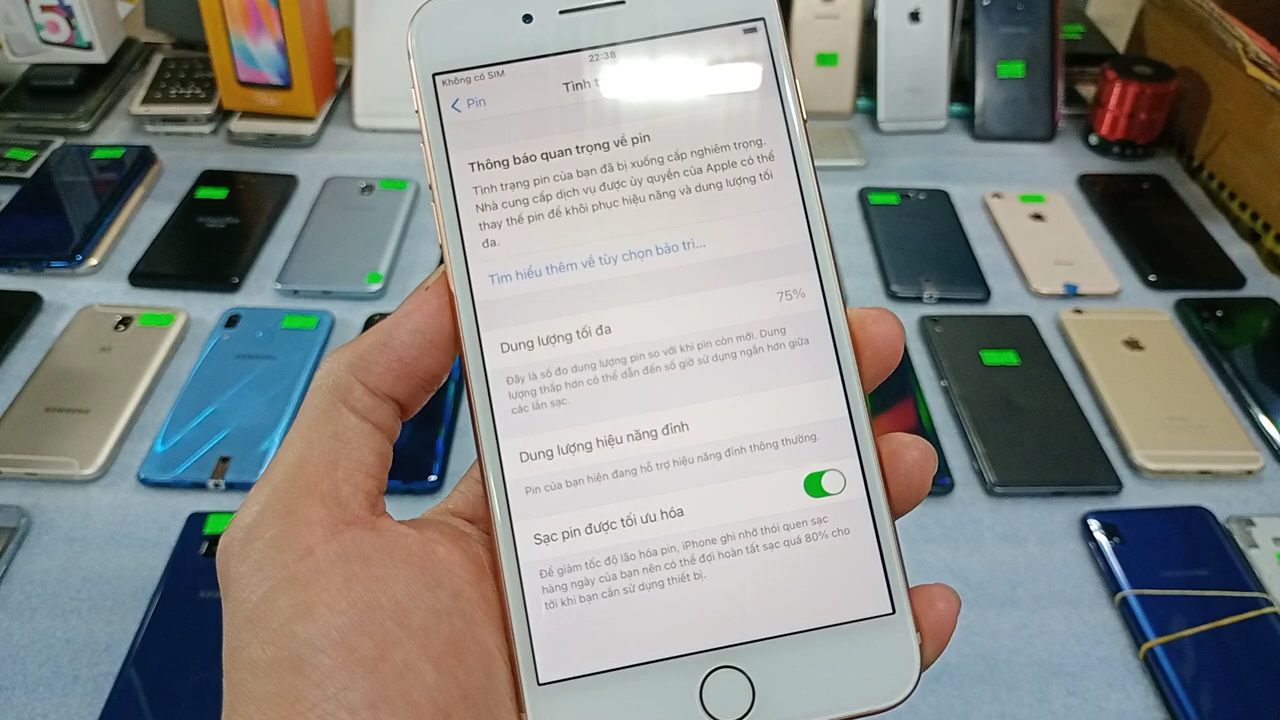 Không có SIM
22:38
Pin
Tình
Thông báo quan trọng về pin
Tình trạng pin của bạn đã bị xuống cấp nghiêm trọng.
Nhà cung cấp dịch vụ được ủy quyền của Apple có thể
thay thế pin để khôi phục hiệu năng và dung lượng tối
đa.
Tìm hiểu thêm về tùy chọn bảo trì...
Dung lượng tối đa
75%
Đây là số đo dung lượng pin so với khi pin còn mới. Dung
lượng thấp hơn có thể dẫn đến số giờ sử dụng ngắn hơn giữa
các lần sạc.
Dung lượng hiệu năng đỉnh
Pin của bạn hiện đang hỗ trợ hiệu năng đỉnh thông thường.
Sạc pin được tối ưu hóa
Để giảm tốc độ lão hóa pin, iPhone ghi nhớ thói quen sạc
hàng ngày của bạn nên có thể đợi hoàn tất sạc quá 80% cho
tới khi bạn cần sử dụng thiết bị.
SAMSUNG
SAMSUNG